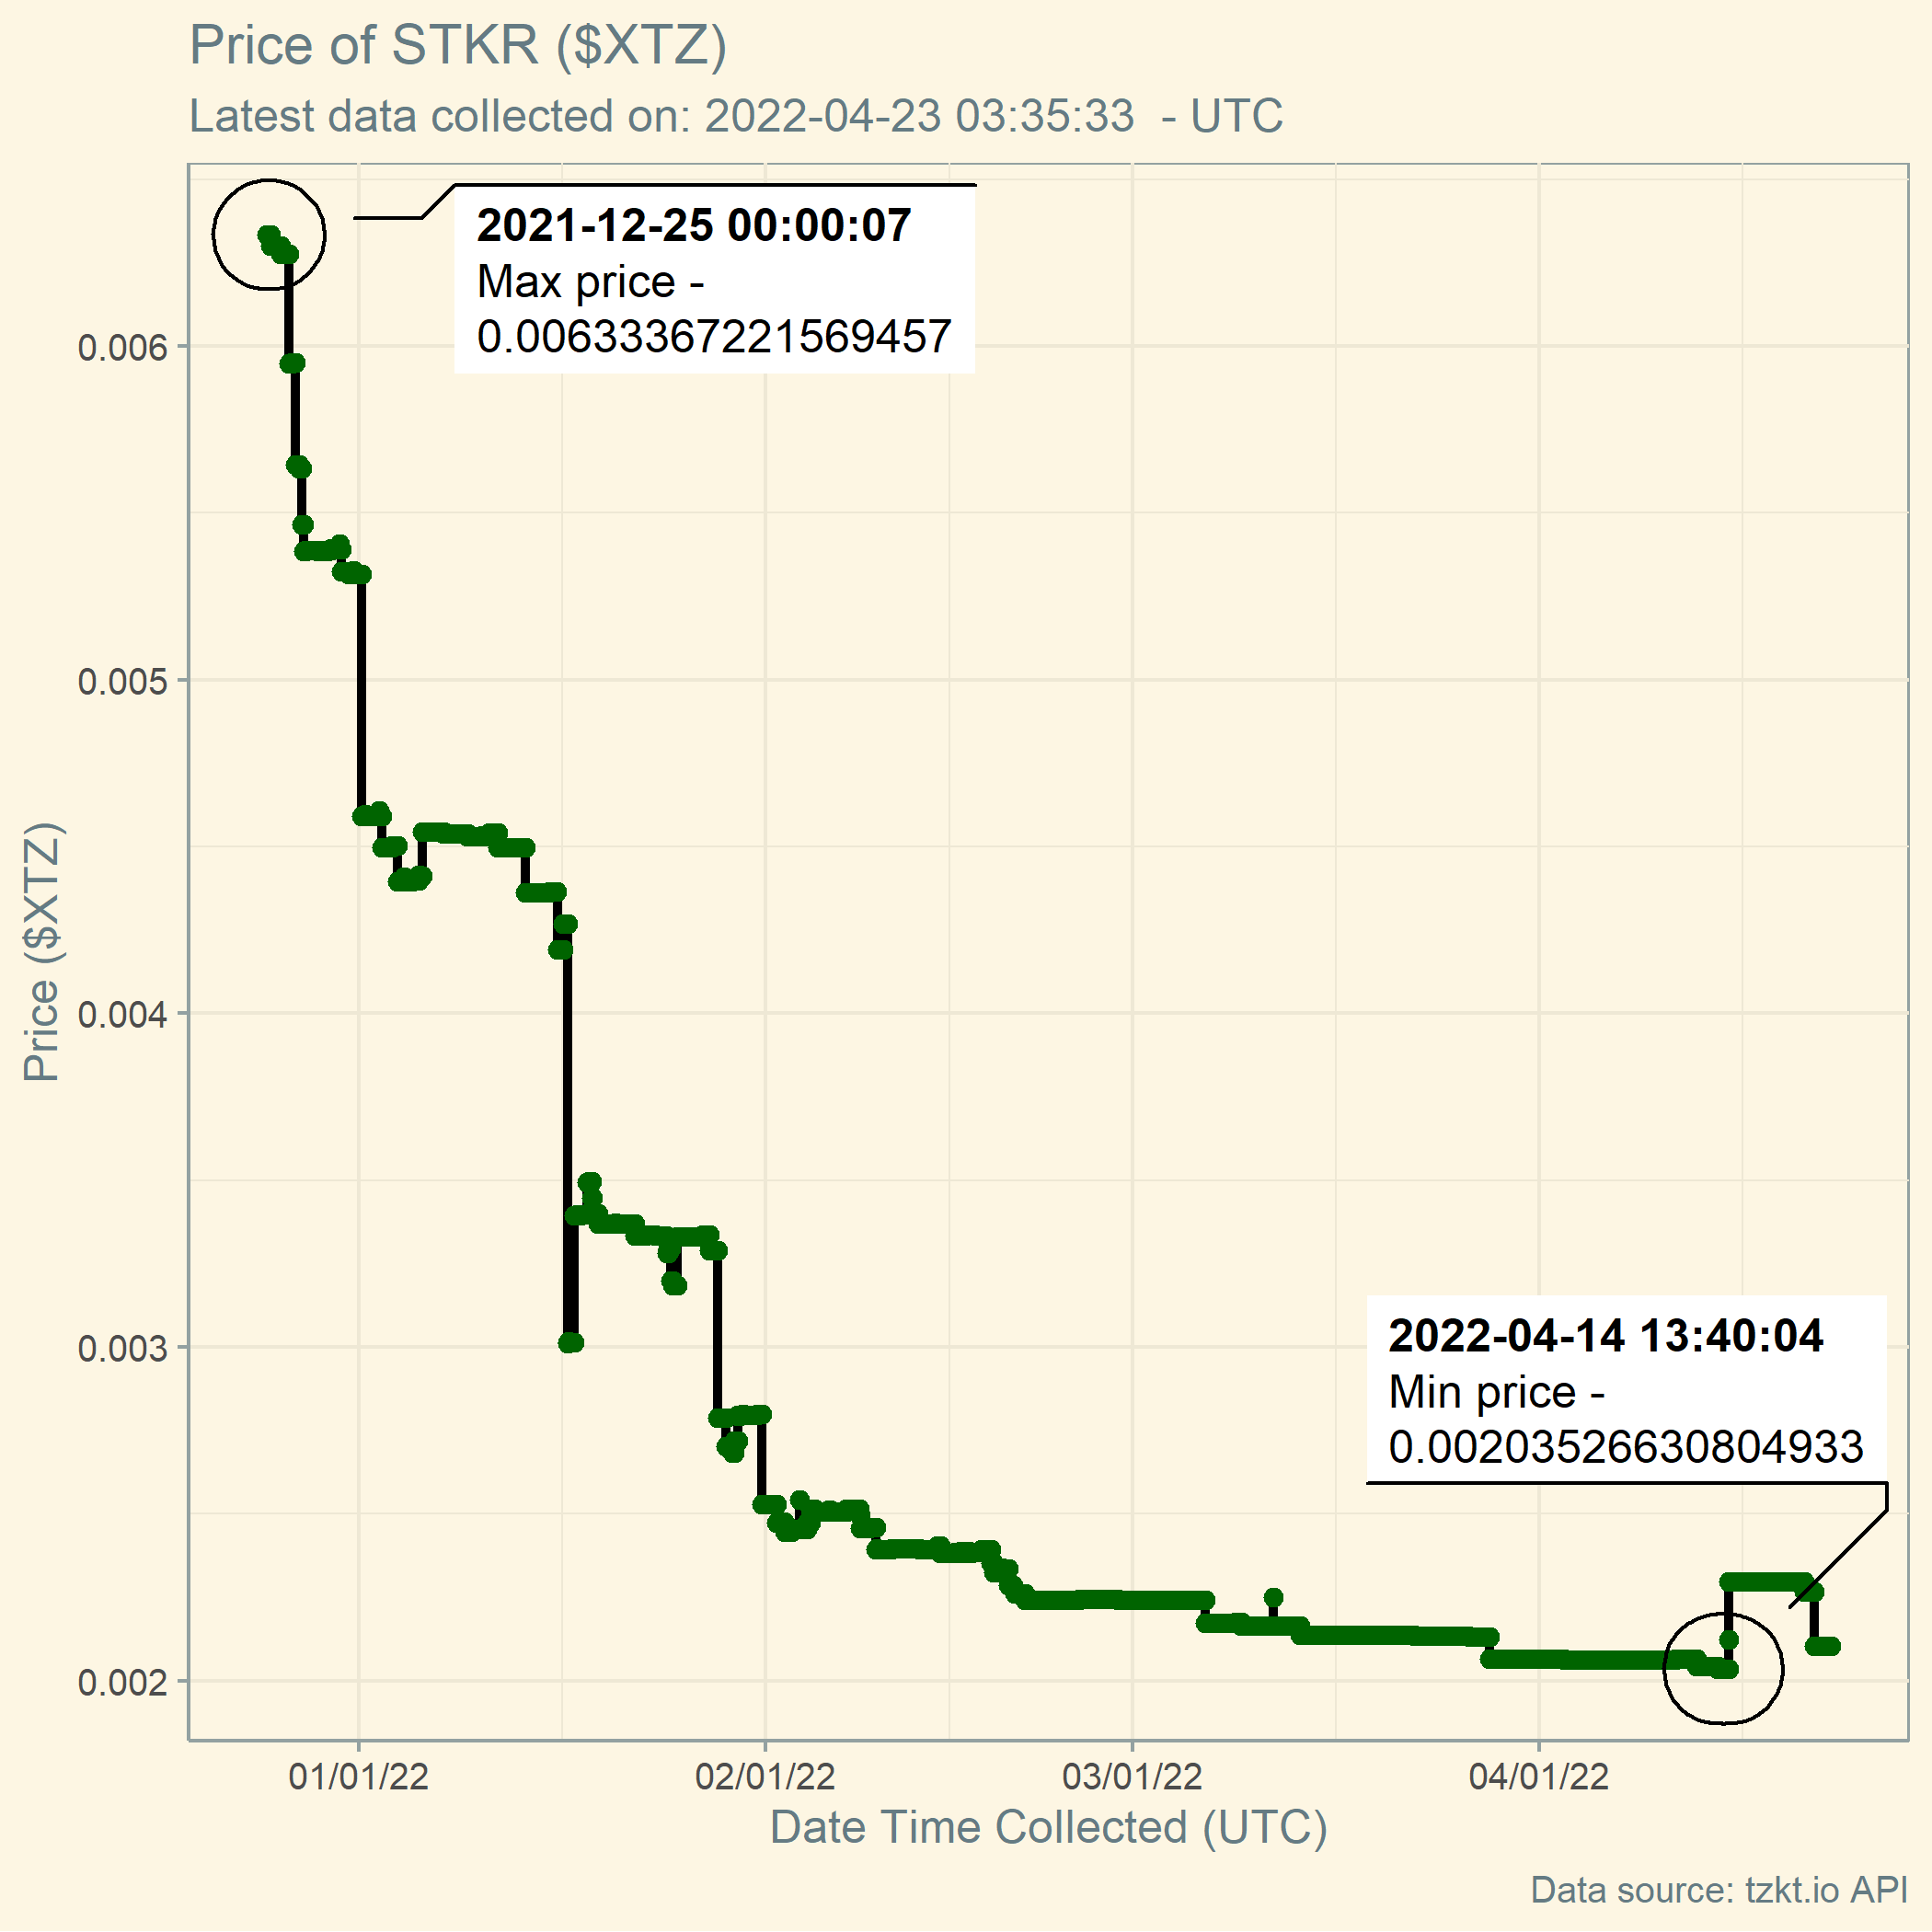 Price of STKR ($XTZ)
Latest data collected on: 2022-04-23 03:35:33  - UTC
2021-12-25 00:00:07
Max price -
0.00633367221569457
0.006
0.005
0.004
0.003
0.002
Price ($XTZ)
2022-04-14 13:40:04
Min price -
0.00203526630804933
01/01/22
02/01/22
03/01/22
04/01/22
Date Time Collected (UTC)
Data source: tzkt.io API